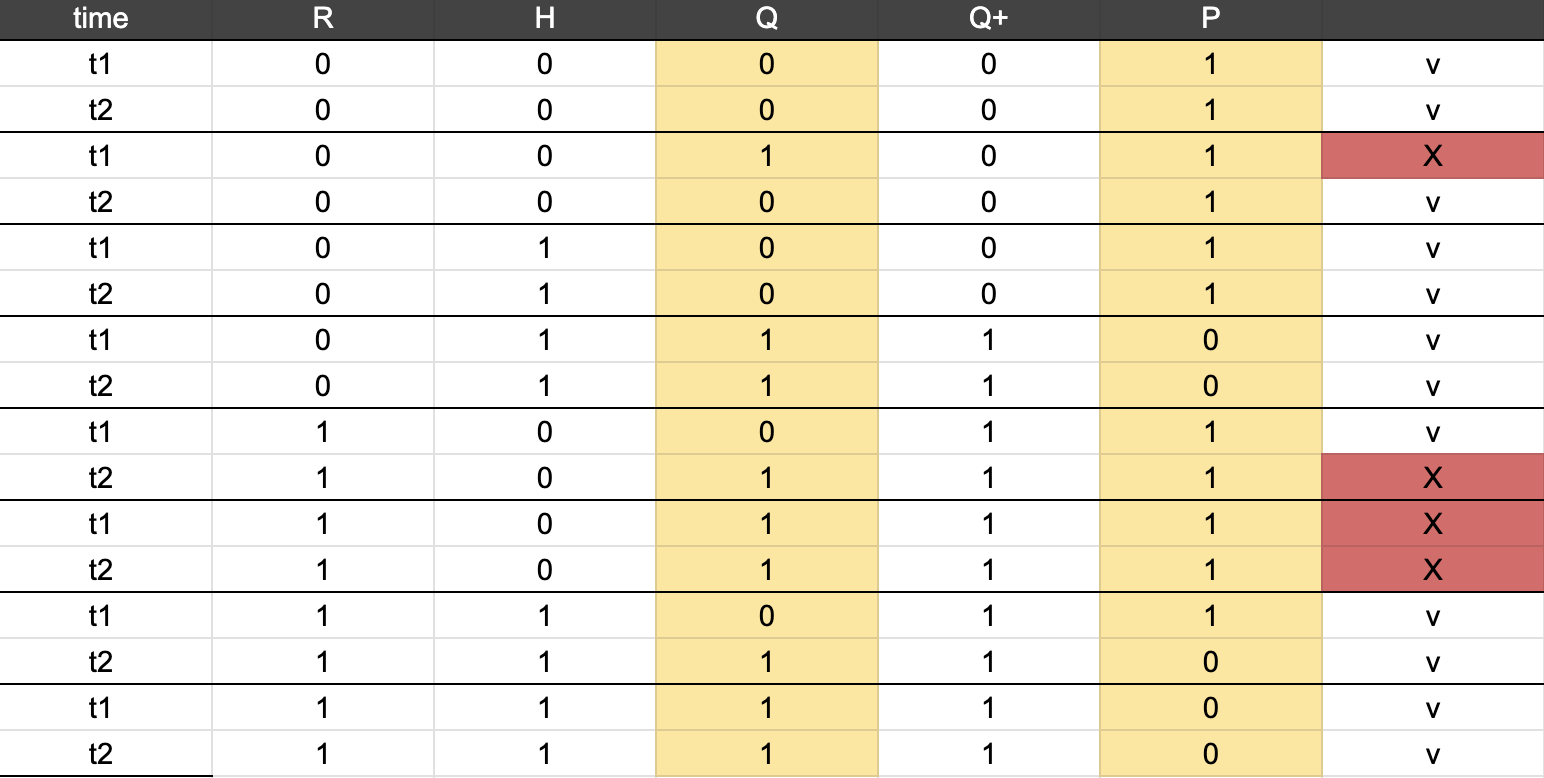 time R H Q Q+ P
t1 0 0 0 0 1 v
t2 0 0 0 0 1 v
t1 0 0 1 0 1 X
t2 0 0 0 0 1 v
t1 0 1 0 0 1 v
t2 0 1 0 0 1 v
t1 0 1 1 1 0 v
t2 0 1 1 1 0 v
t1 1 0 0 1 1 v
t2 1 0 1 1 1 X
t1 1 0 1 1 1 X
t2 1 0 1 1 1 X
t1 1 1 0 1 1 v
t2 1 1 1 1 0 v
t1 1 1 1 1 0 v
t2 1 1 1 1 0 v